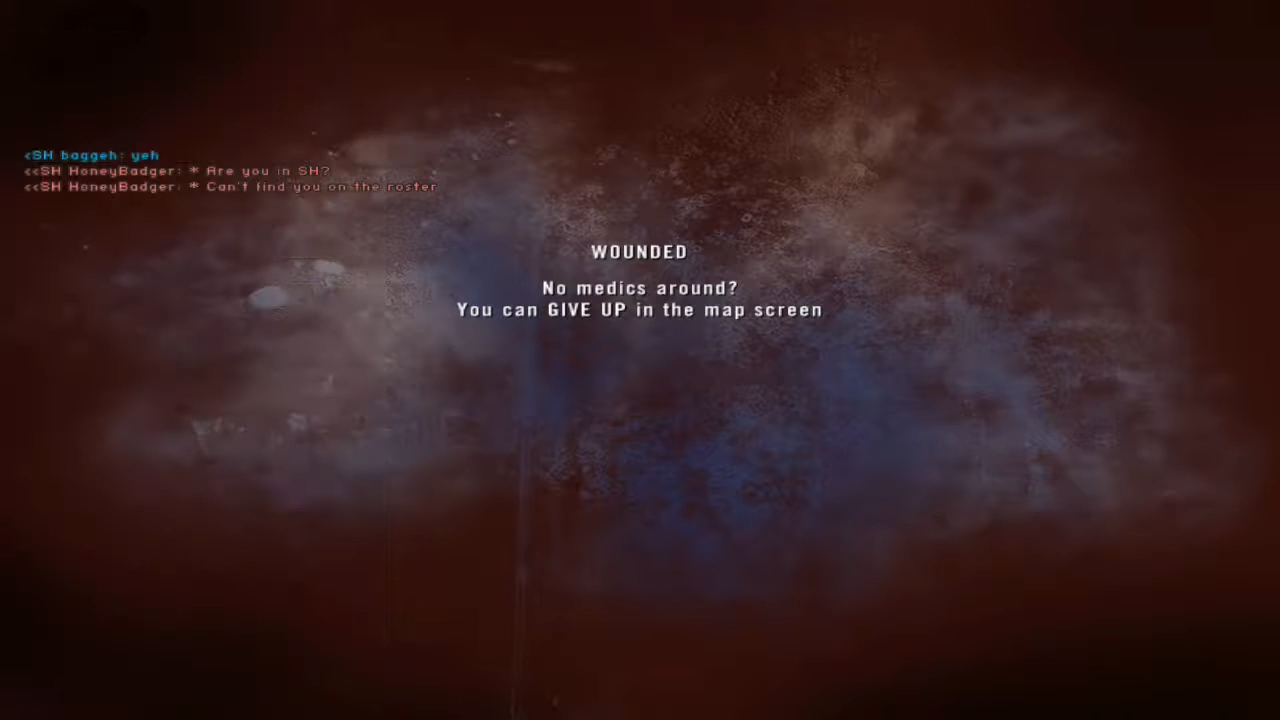 <SH baggeh: yeh
<<SH HoneyBadger: * Are you in SH?
<<SH HoneyBadger: * Can't find you on the roster
WOUNDED
No medics around?
You can GIVE UP in the map screen